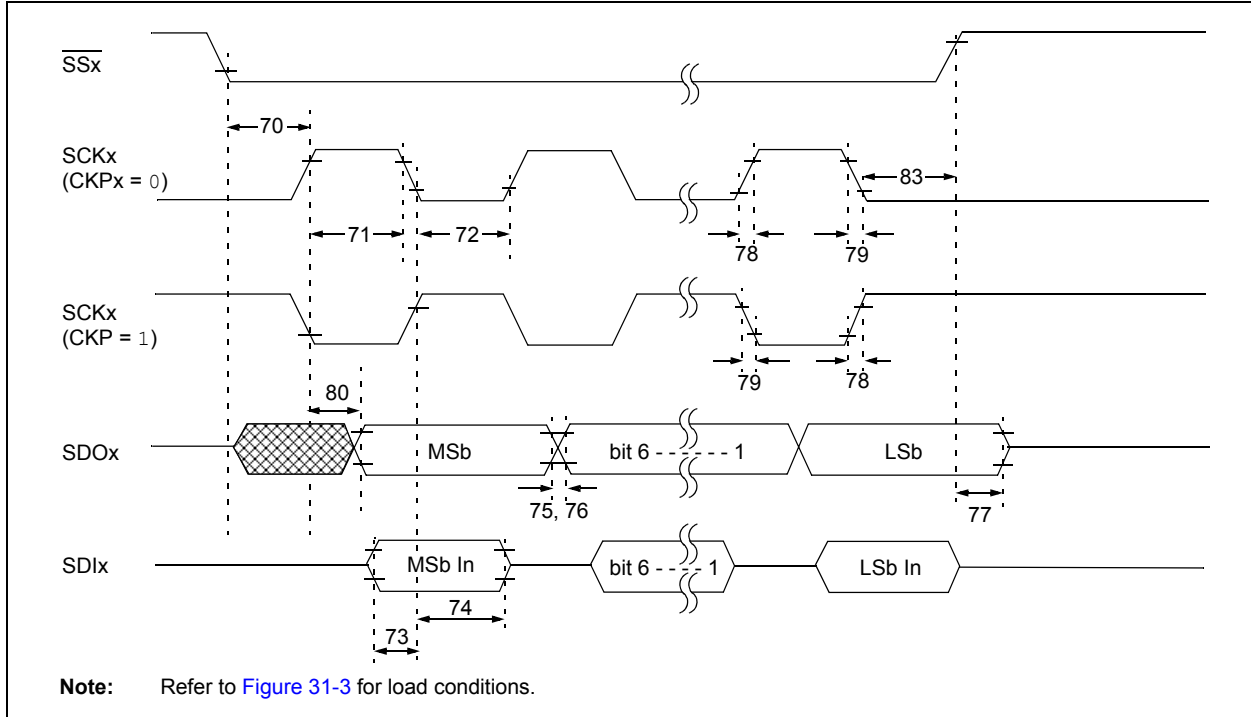 SSx
70
SCKx
(CKPx = 0)
83
71
72
78
79
SCKx
(CKP = 1)
79
78
80
SDOx
MSb
bit 6 - - - - - - 1
LSb
75, 76
77
SDIx
MSb In
bit 6 - - - - 1
LSb In
74
73
Note: Refer to Figure 31-3 for load conditions.